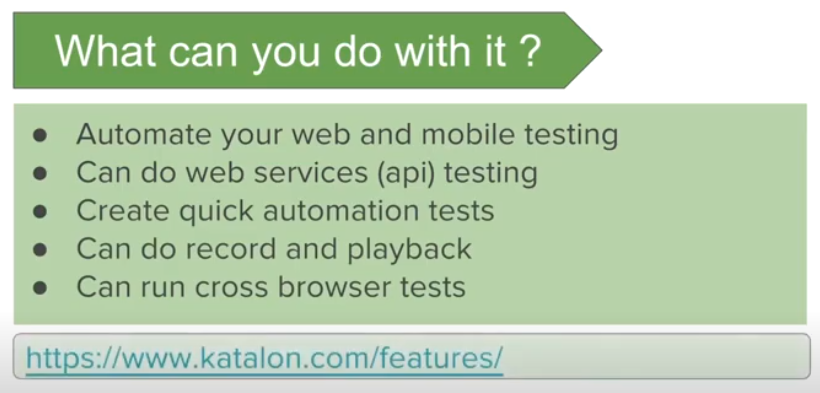 What can you do with it ?
● Automate your web and mobile testing
● Can do web services (api) testing
● Create quick automation tests
● Can do record and playback
● Can run cross browser tests
https://www.katalon.com/features/